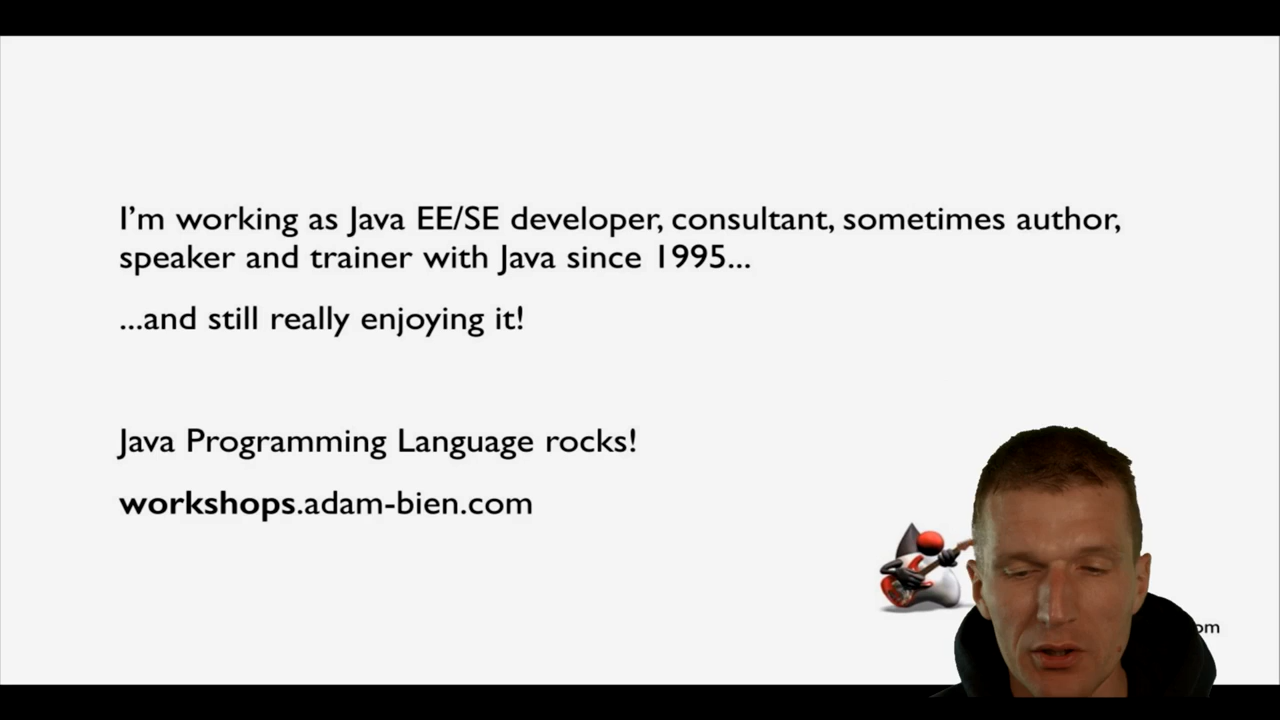 I'm working as Java EE/SE developer, consultant, sometimes author,
speaker and trainer with Java since 1995...
...and still really enjoying it!
Java Programming Language rocks!
workshops.adam-bien.com